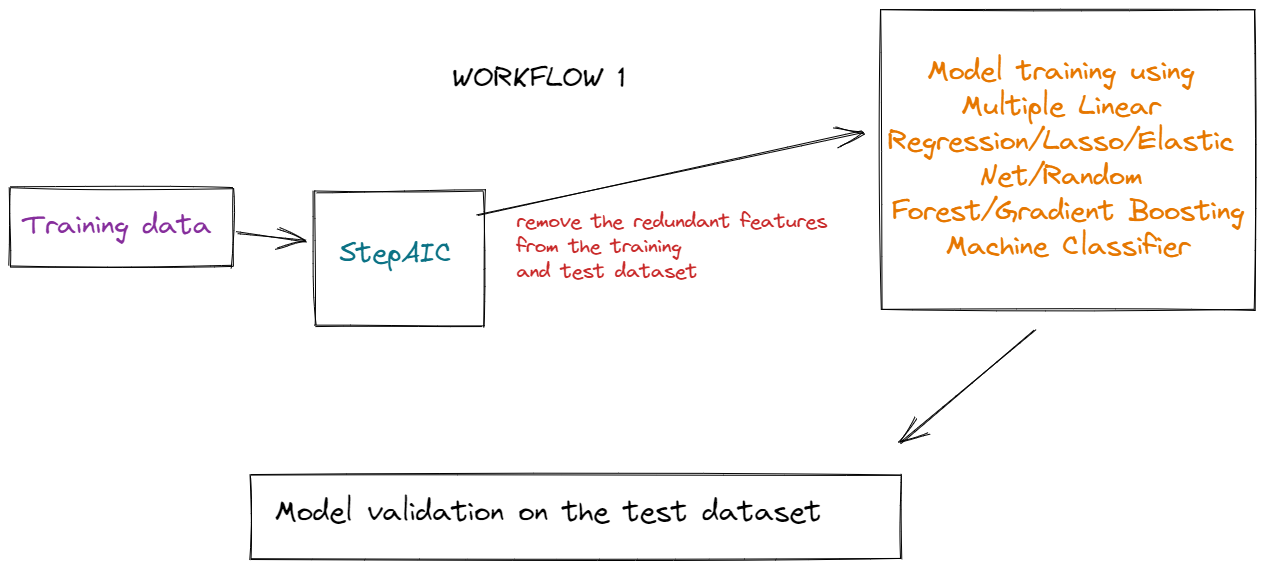 WORKFLOW 1
Training data
StepAIC
remove the redundant features
from the training
and test dataset
Model training using
Multiple Linear
Regression/Lasso/Elastic
Net/Random
Forest/Gradient Boosting
Machine Classifier
Model validation on the test dataset